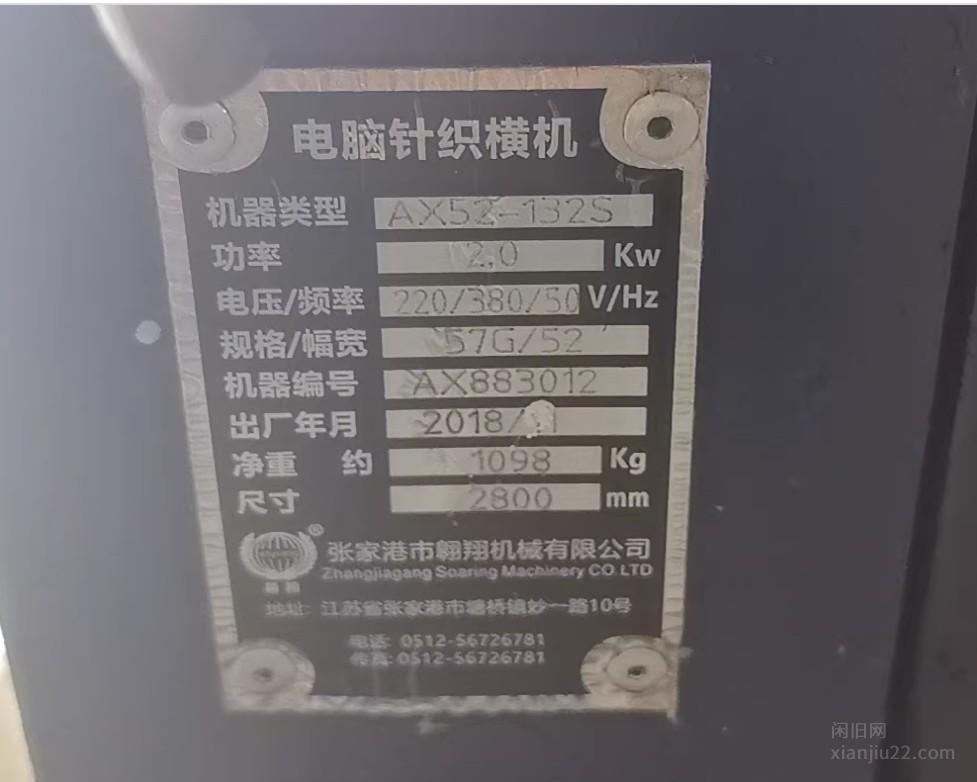 电脑针织横机
机器类型 AX52-132S
功率 2.0 Kw
电压/频率 220/380/50 V/Hz
规格/幅宽 57G/52
机器编号 AX883012
出厂年月 2018/
净重 约 1098 Kg
尺寸 2800 mm
®
张家港市翱翔机械有限公司
Zhangjiagang Soaring Machinery CO.LTD
地址: 江苏省张家港市塘桥镇妙一路10号
电话: 0512-56726781
传真: 0512-56726781
闲旧网
xianjiu22.com